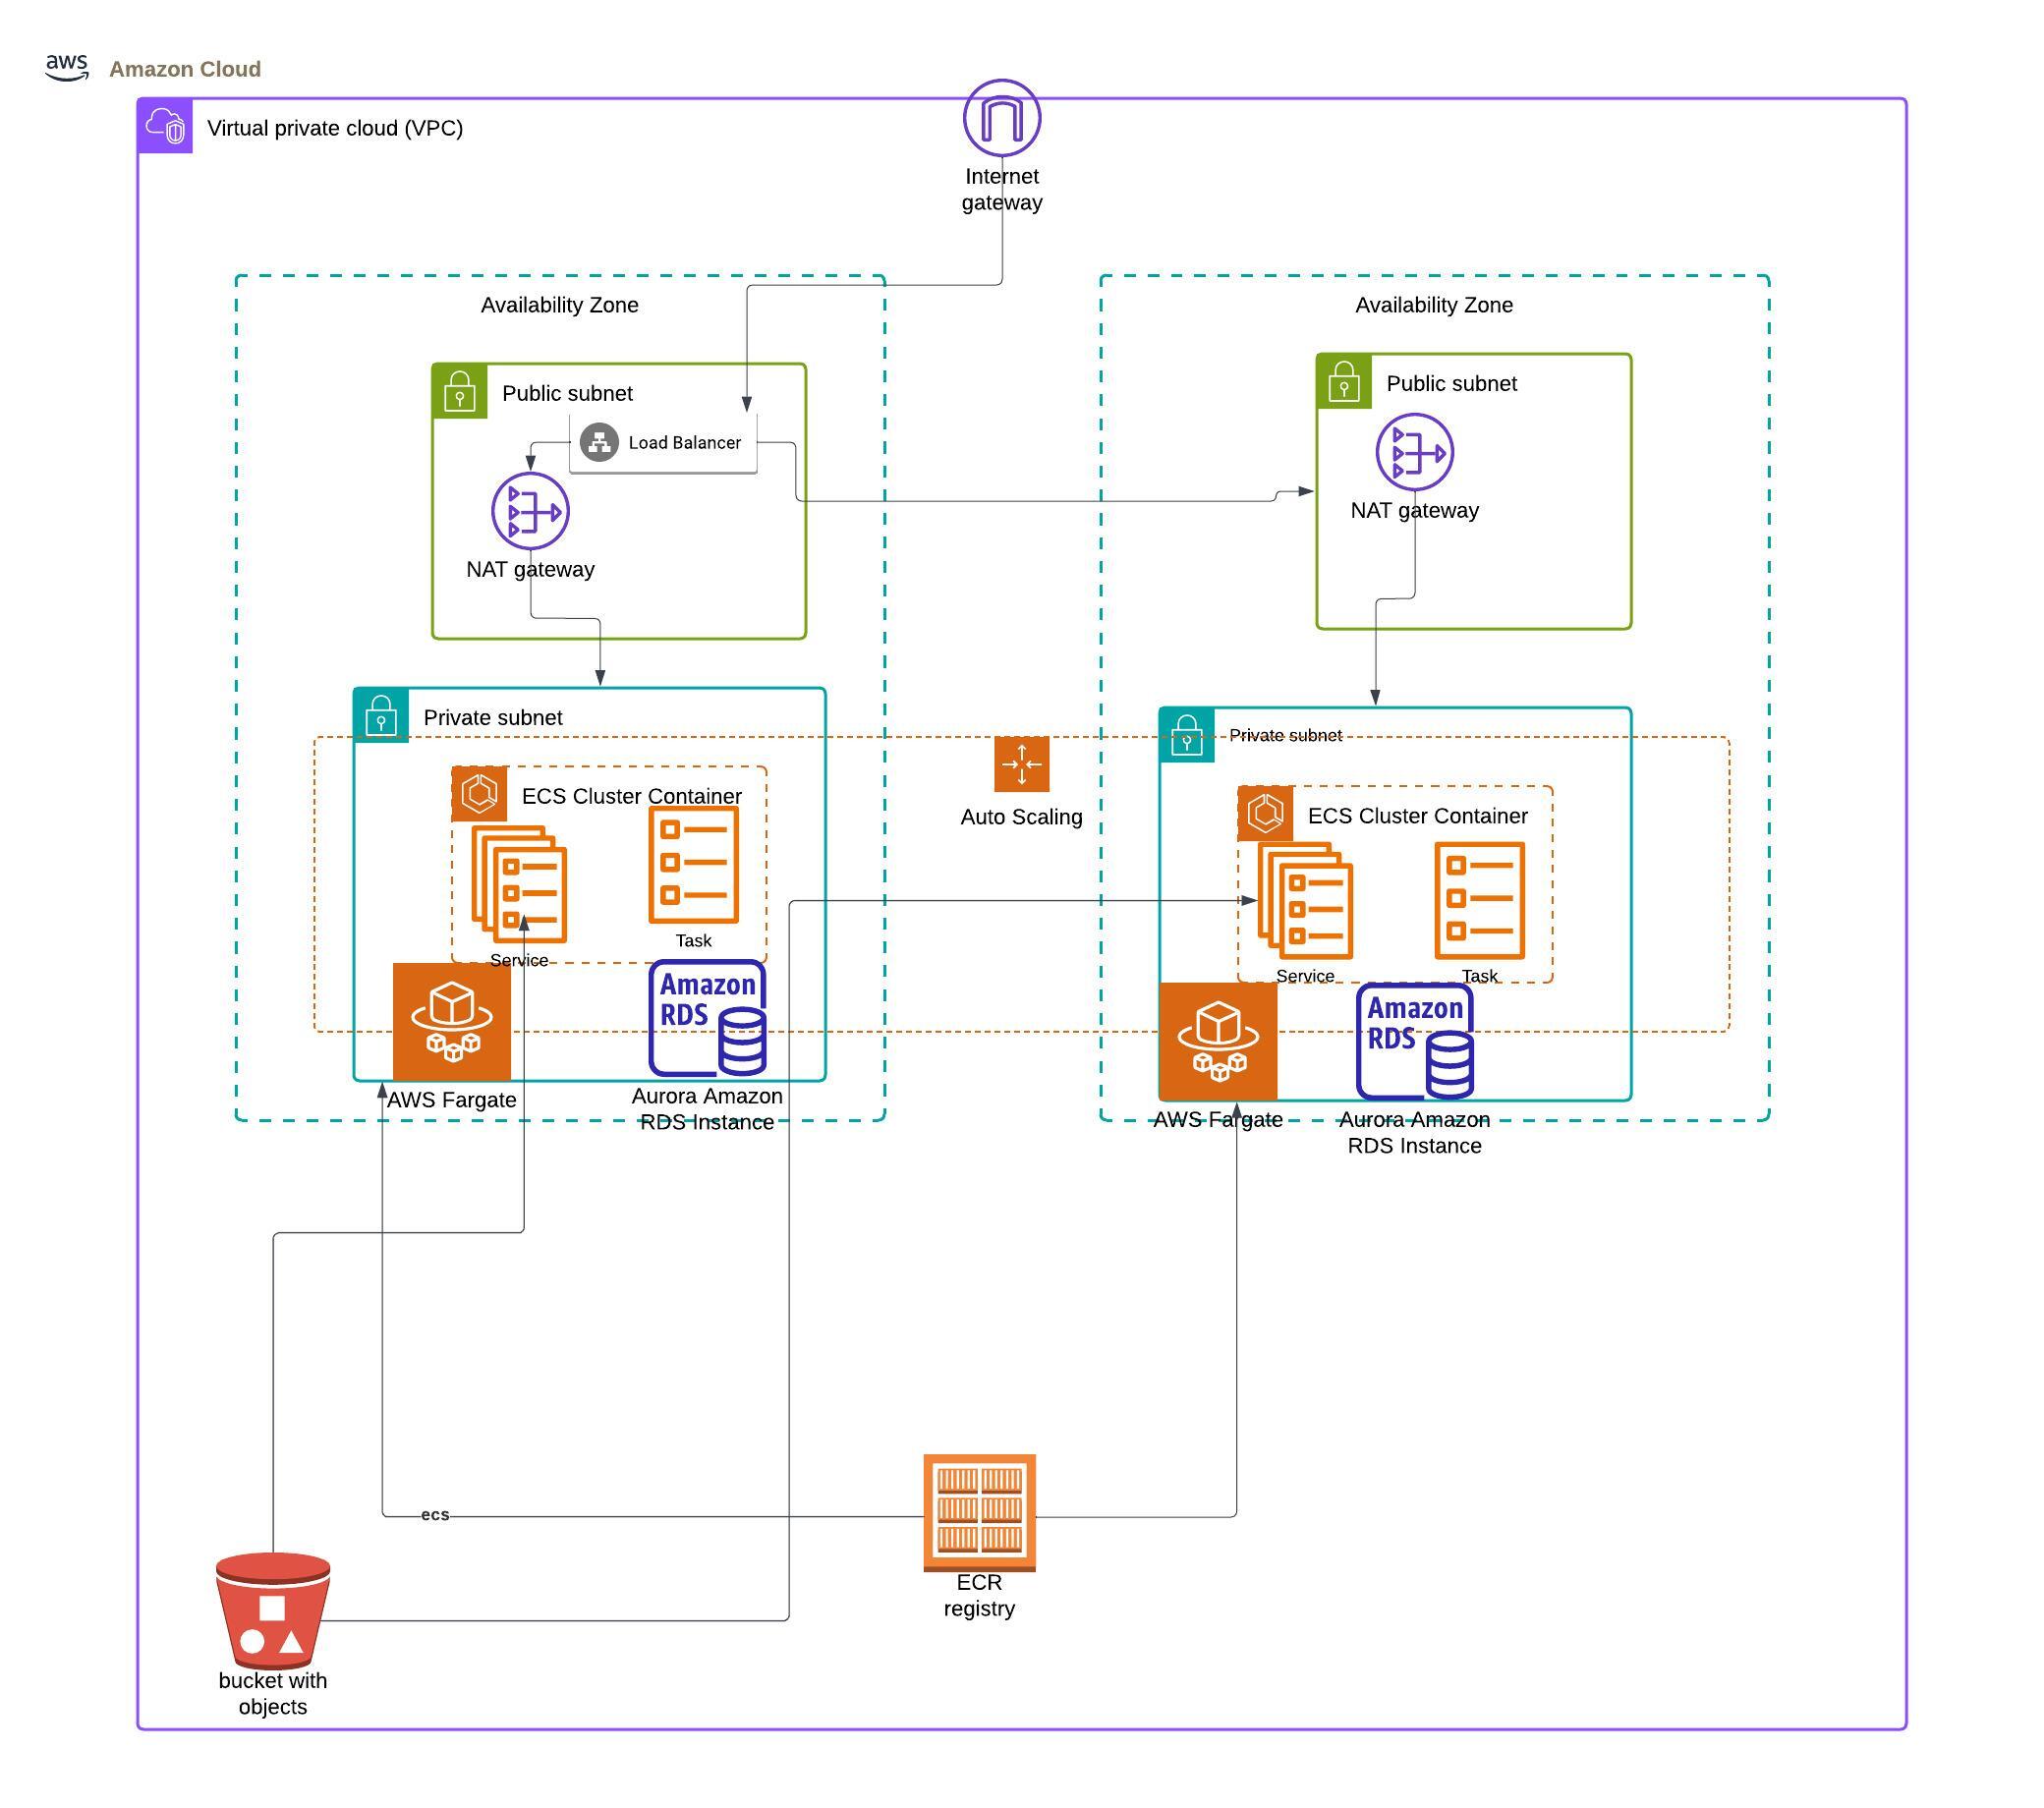 aws
Amazon Cloud
Virtual private cloud (VPC)
Internet
gateway
Availability Zone
Availability Zone
Public subnet
Load Balancer
NAT gateway
Public subnet
NAT gateway
Private subnet
ECS Cluster Container
Task
Service
AWS Fargate
Amazon
RDS
Aurora Amazon
RDS Instance
Auto Scaling
Private subnet
ECS Cluster Container
Service
Task
AWS Fargate
Amazon
RDS
Aurora Amazon
RDS Instance
ecs
ECR
registry
bucket with
objects